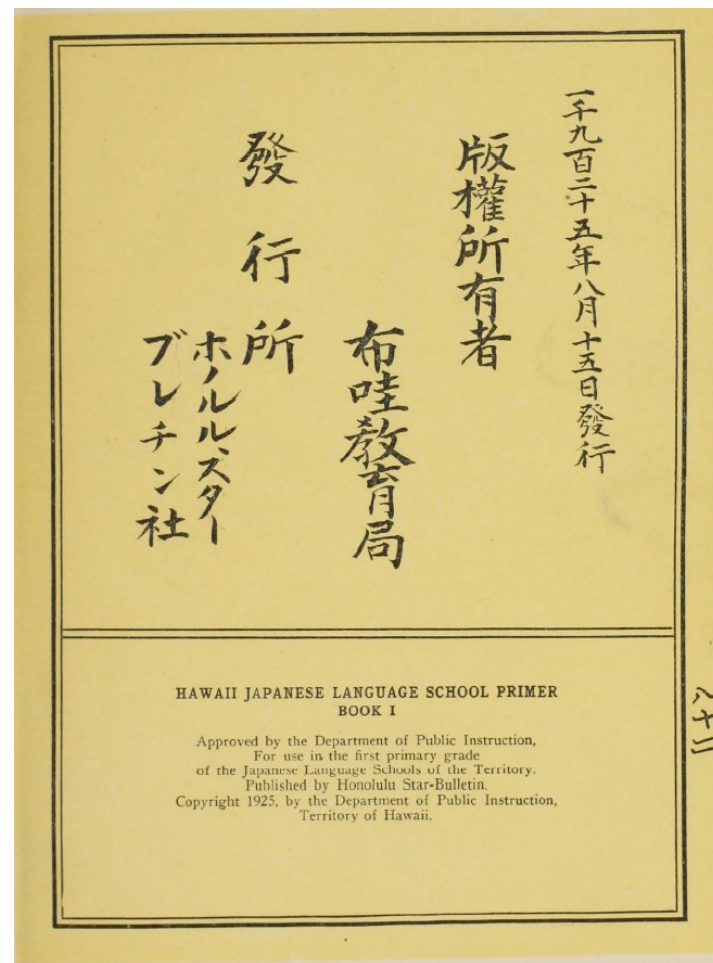 一千九百二十五年八月十五日發行
版權所有者
布哇教育局
發行所
ホノルル、スター
ブレチン社
HAWAII JAPANESE LANGUAGE SCHOOL PRIMER
BOOK I
Approved by the Department of Public Instruction,
For use in the first primary grade
of the Japanese Language Schools of the Territory.
Published by Honolulu Star-Bulletin.
Copyright 1925, by the Department of Public Instruction,
Territory of Hawaii.